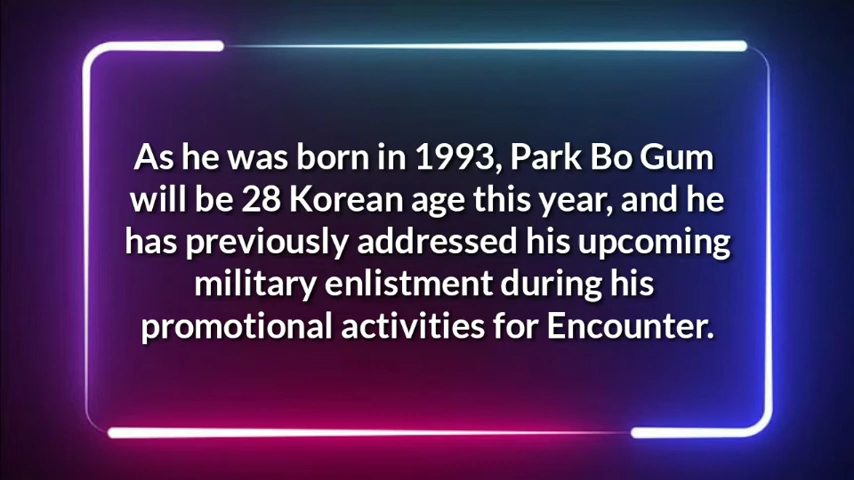 As he was born in 1993, Park Bo Gum
will be 28 Korean age this year, and he
has previously addressed his upcoming
military enlistment during his
promotional activities for Encounter.